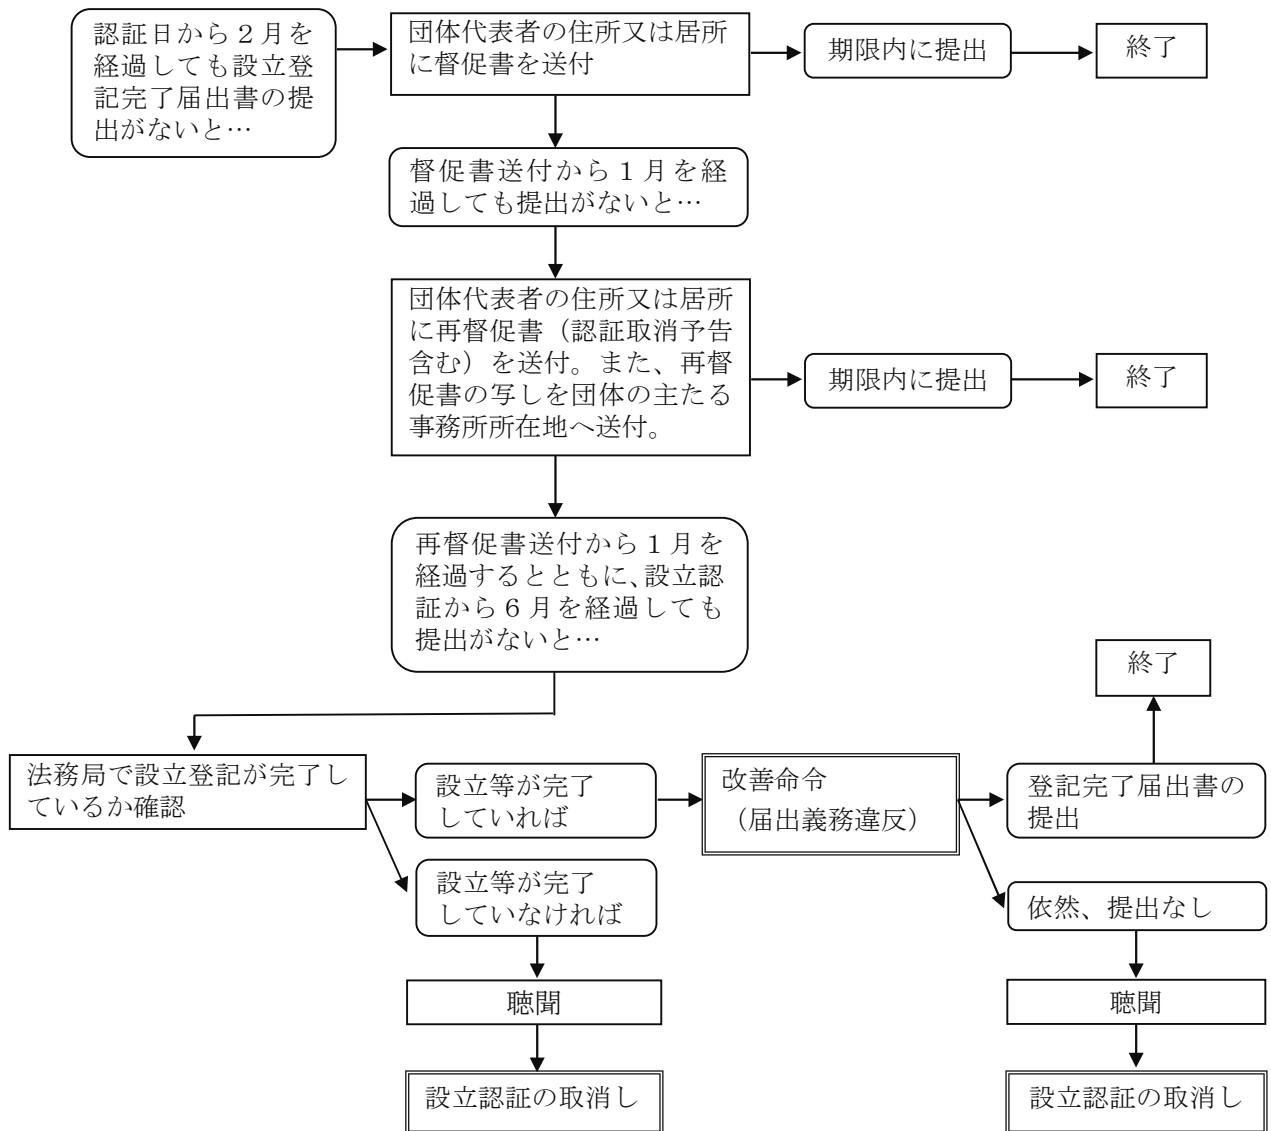 認証日から２月を
経過しても設立登
記完了届出書の提
出がないと…
団体代表者の住所又は居所
に督促書を送付
期限内に提出
終了
督促書送付から１月を経
過しても提出がないと…
団体代表者の住所又は居所
に再督促書（認証取消予告
含む）を送付。また、再督
促書の写しを団体の主たる
事務所所在地へ送付。
期限内に提出
終了
再督促書送付から１月を
経過するとともに、設立認
証から６月を経過しても
提出がないと…
終了
法務局で設立登記が完了し
ているか確認
設立等が完了
していれば
改善命令
（届出義務違反）
登記完了届出書の
提出
設立等が完了
していなければ
依然、提出なし
聴聞
聴聞
設立認証の取消し
設立認証の取消し